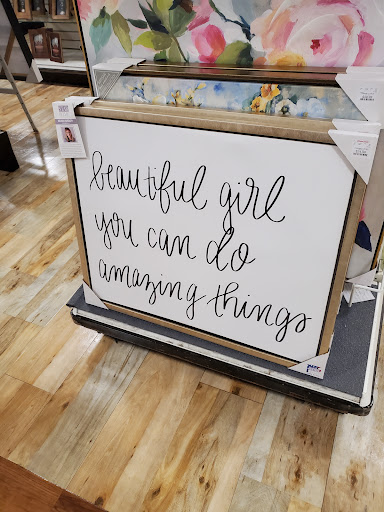 beautiful girl
you can do
amazing things